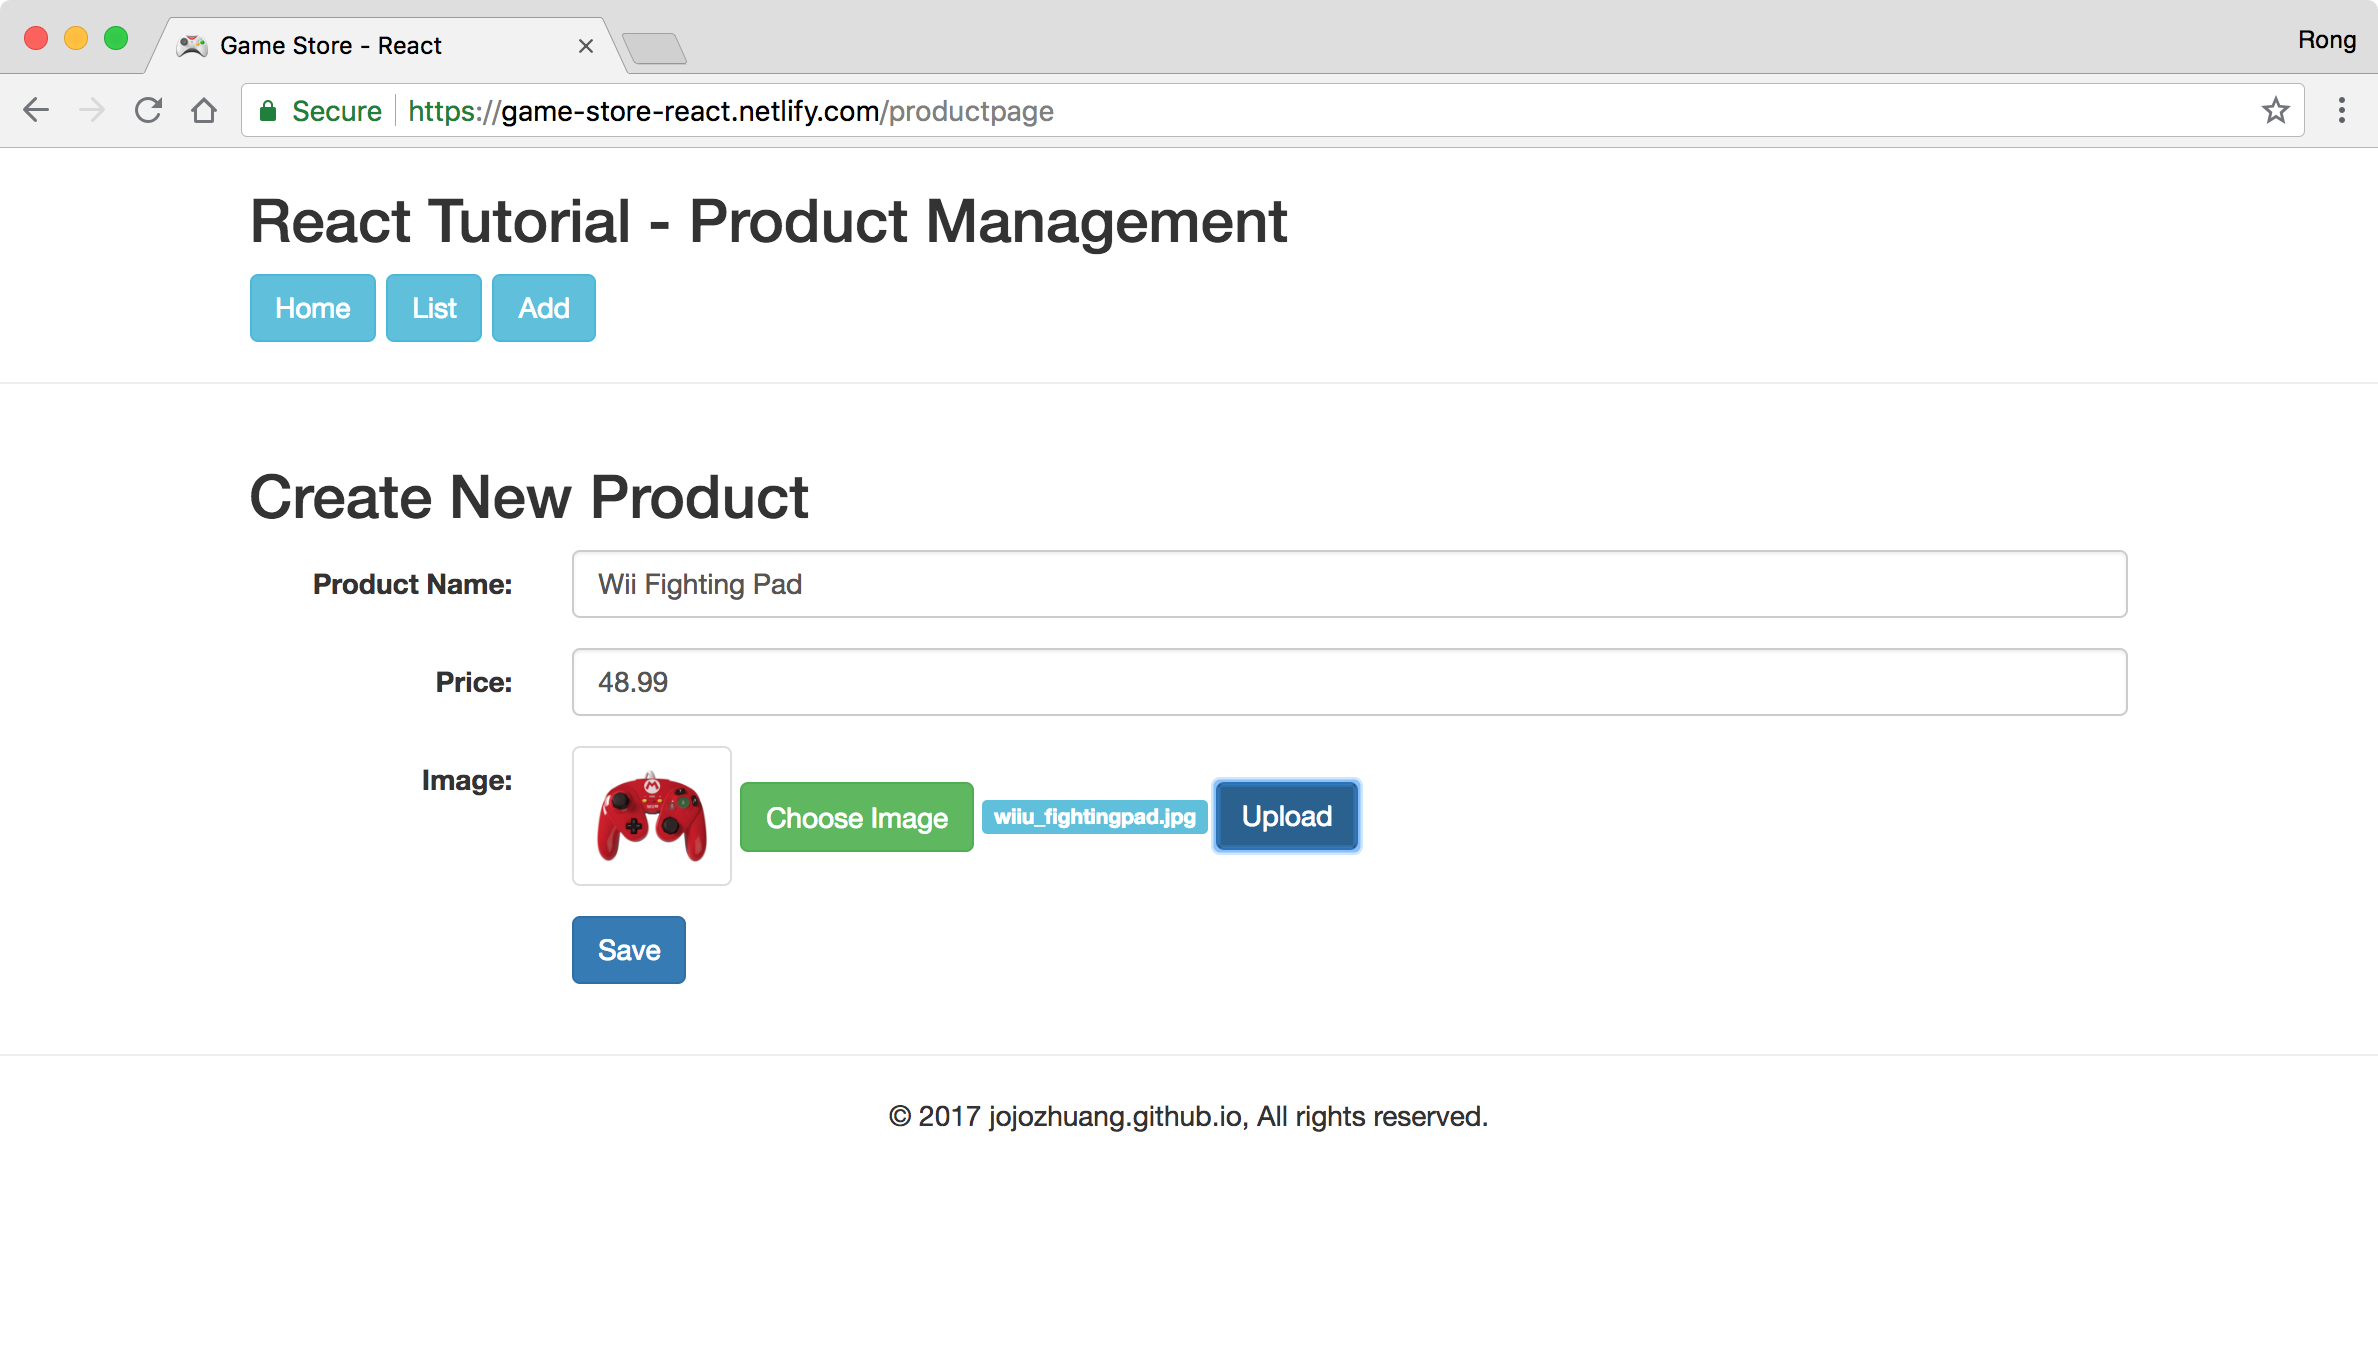 Game Store - React
Rong
Secure https://game-store-react.netlify.com/productpage
React Tutorial - Product Management
Home List Add
Create New Product
Product Name: Wii Fighting Pad
Price: 48.99
Image: Choose Image wiiu_fightingpad.jpg Upload
Save
© 2017 jojozhuang.github.io, All rights reserved.